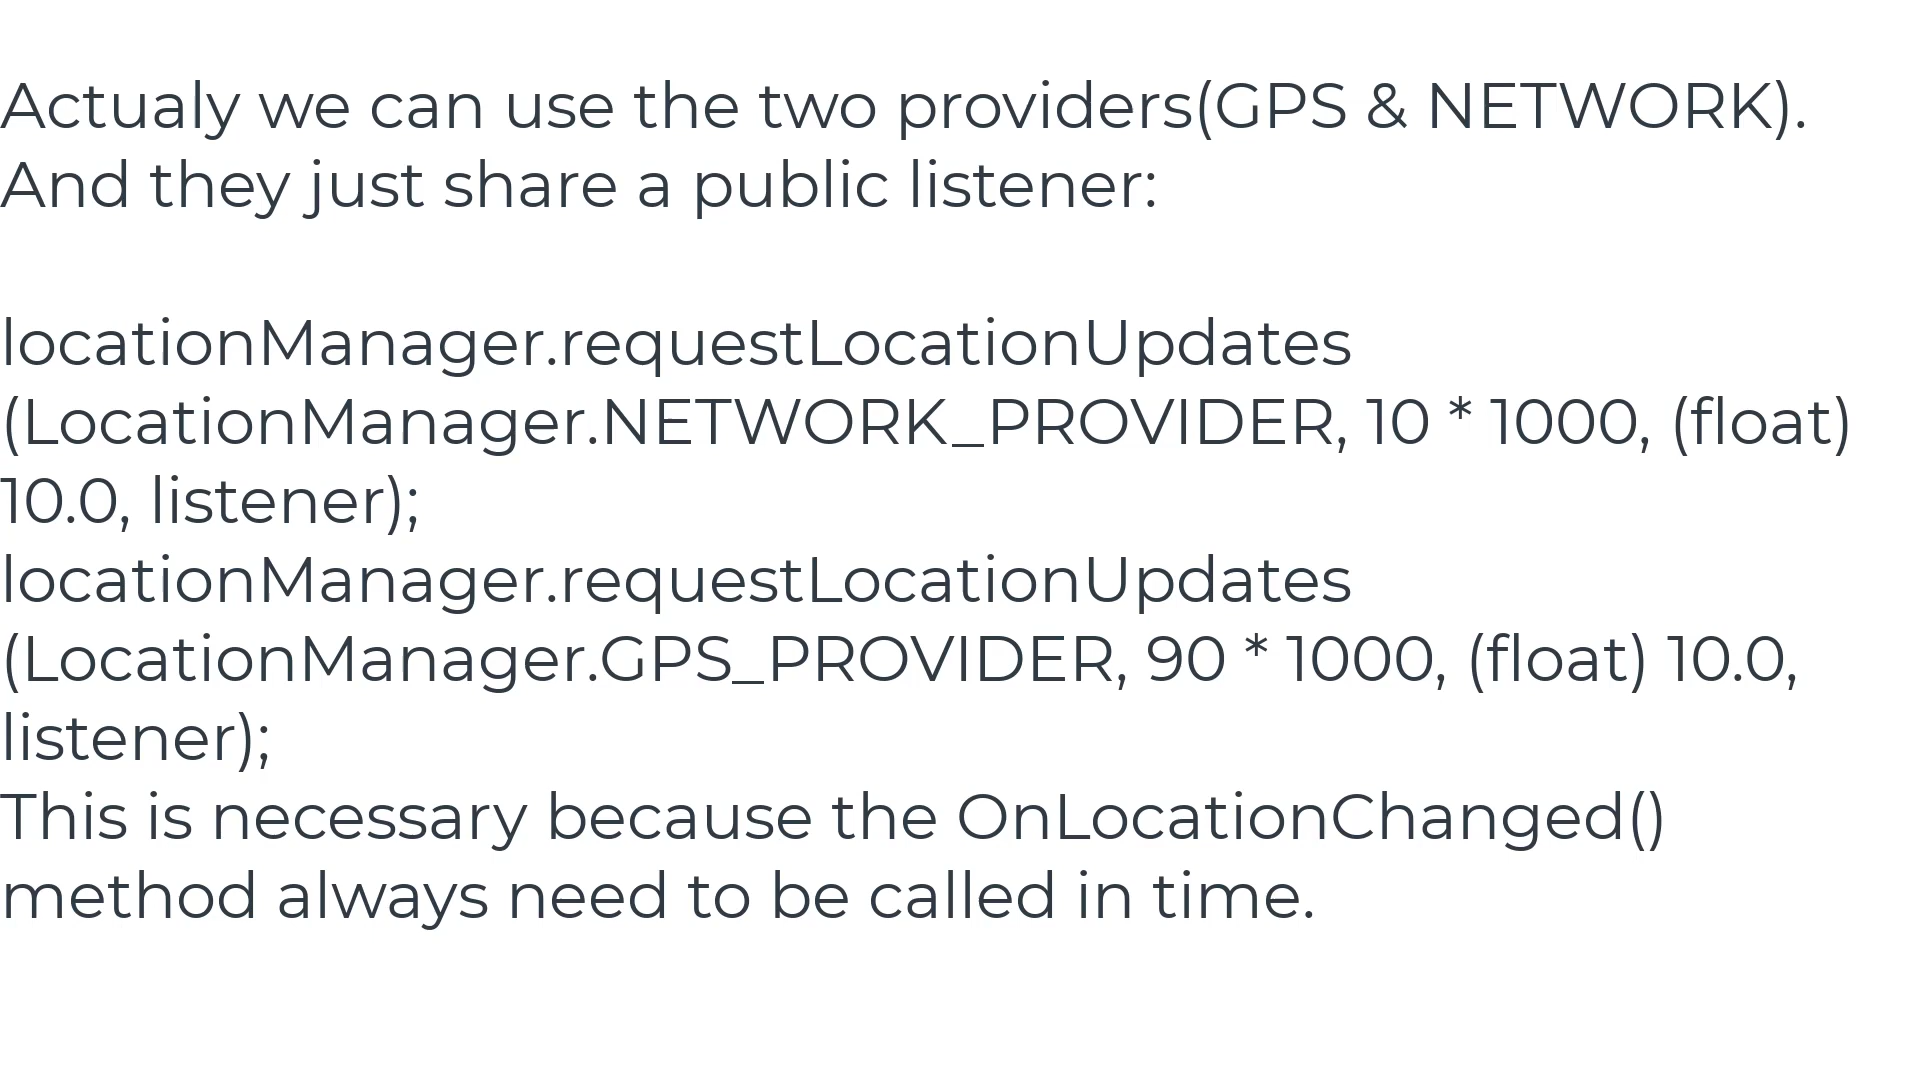 Actualy we can use the two providers(GPS & NETWORK).
And they just share a public listener:
locationManager.requestLocationUpdates
(LocationManager.NETWORK_PROVIDER, 10 * 1000, (float)
10.0, listener);
locationManager.requestLocationUpdates
(LocationManager.GPS_PROVIDER, 90 * 1000, (float) 10.0,
listener);
This is necessary because the OnLocationChanged()
method always need to be called in time.